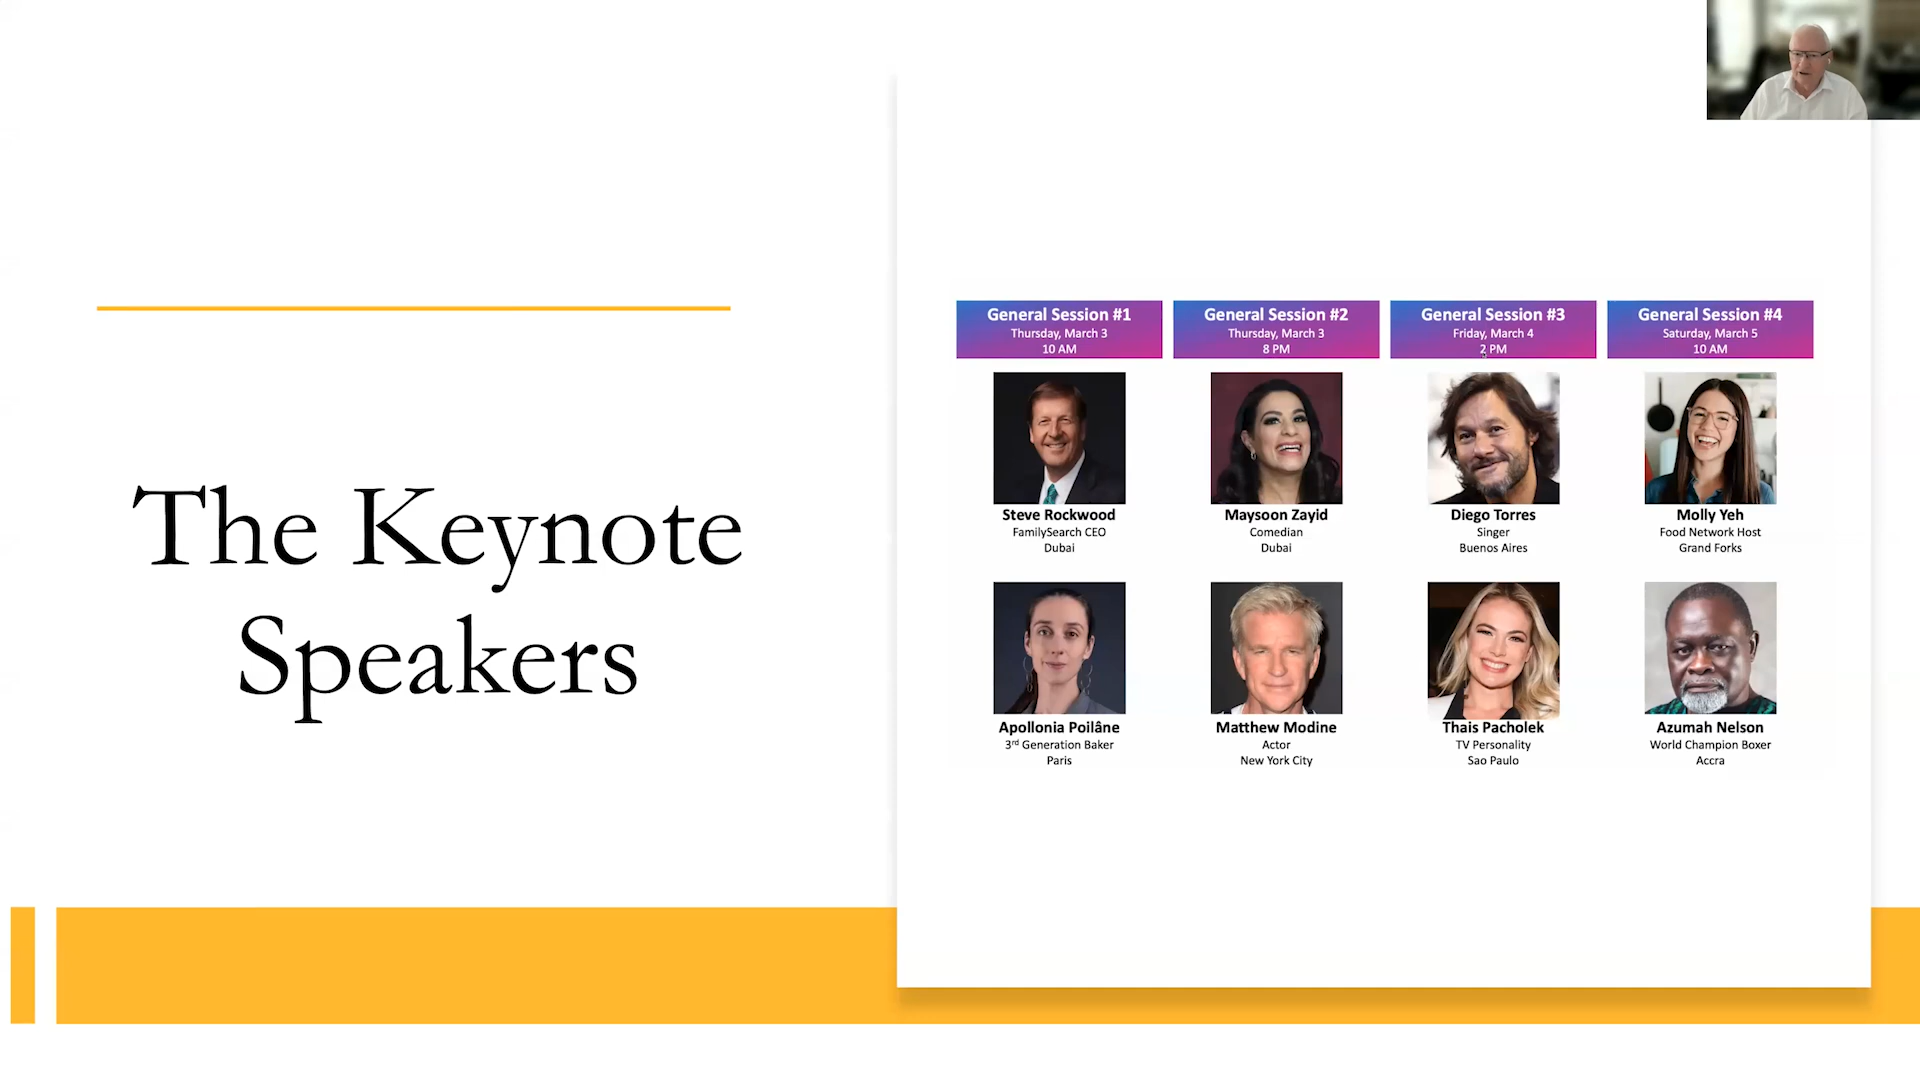 The Keynote
Speakers
General Session #1
Thursday, March 3
10 AM
Steve Rockwood
FamilySearch CEO
Dubai
Apollonia Poilâne
3rd Generation Baker
Paris
General Session #2
Thursday, March 3
8 PM
Maysoon Zayid
Comedian
Dubai
Matthew Modine
Actor
New York City
General Session #3
Friday, March 4
2 PM
Diego Torres
Singer
Buenos Aires
Thais Pacholek
TV Personality
Sao Paulo
General Session #4
Saturday, March 5
10 AM
Molly Yeh
Food Network Host
Grand Forks
Azumah Nelson
World Champion Boxer
Accra